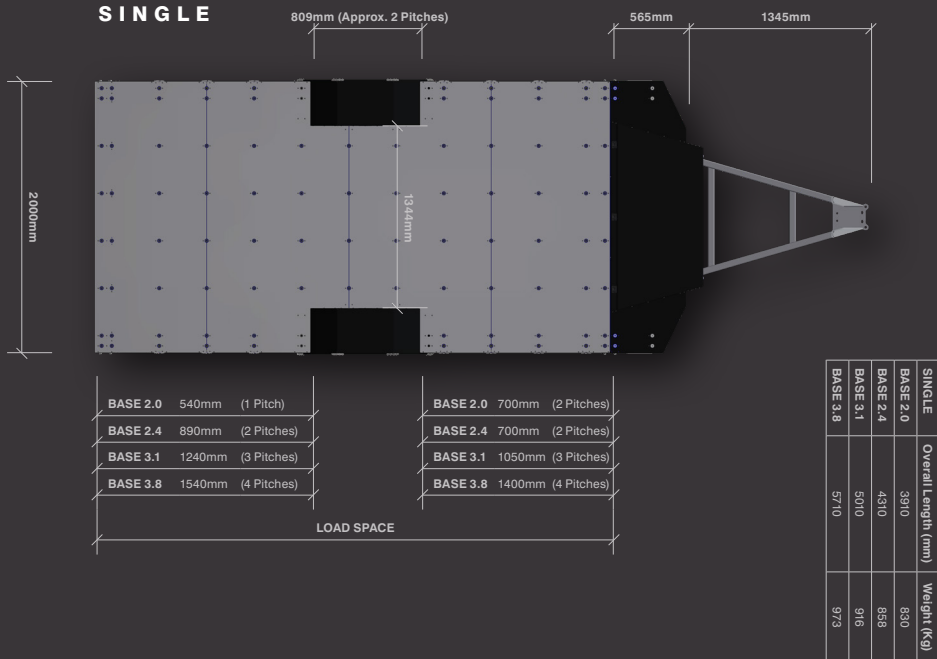 SINGLE
809mm (Approx. 2 Pitches)
565mm
1345mm
2000mm
1344mm
BASE 2.0 540mm (1 Pitch)
BASE 2.4 890mm (2 Pitches)
BASE 3.1 1240mm (3 Pitches)
BASE 3.8 1540mm (4 Pitches)
BASE 2.0 700mm (2 Pitches)
BASE 2.4 700mm (2 Pitches)
BASE 3.1 1050mm (3 Pitches)
BASE 3.8 1400mm (4 Pitches)
LOAD SPACE
SINGLE Overall Length (mm) Weight (Kg)
BASE 2.0 3910 830
BASE 2.4 4310 858
BASE 3.1 5010 916
BASE 3.8 5710 973